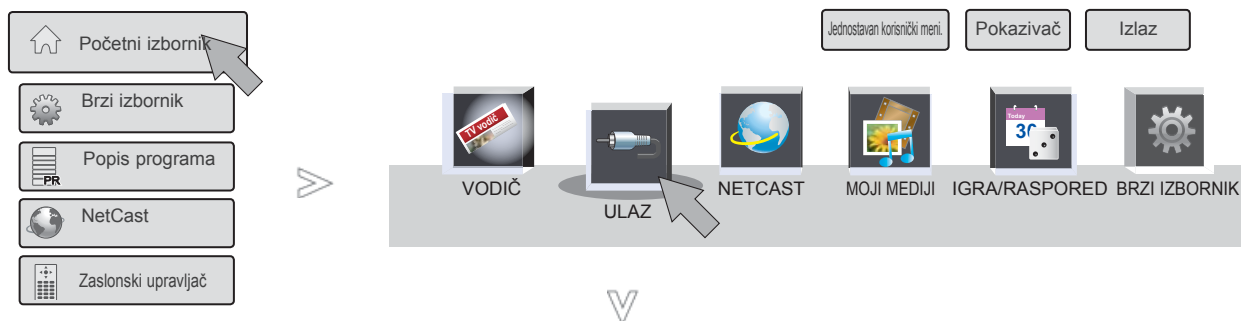 Početni izbornik
Brzi izbornik
Popis programa
PR
NetCast
Zaslonski upravljač
Jednostavan korisnički meni.
Pokazivač
Izlaz
TV vodič
Today
30
VODIČ
ULAZ
NETCAST
MOJI MEDIJI
IGRA/RASPORED
BRZI IZBORNIK